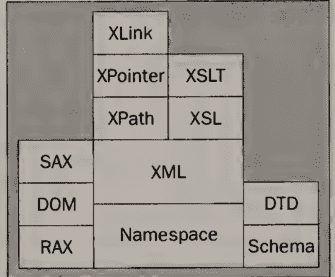 XLink
XPointer XSLT
XPath XSL
SAX XML
DOM DTD
RAX Namespace Schema